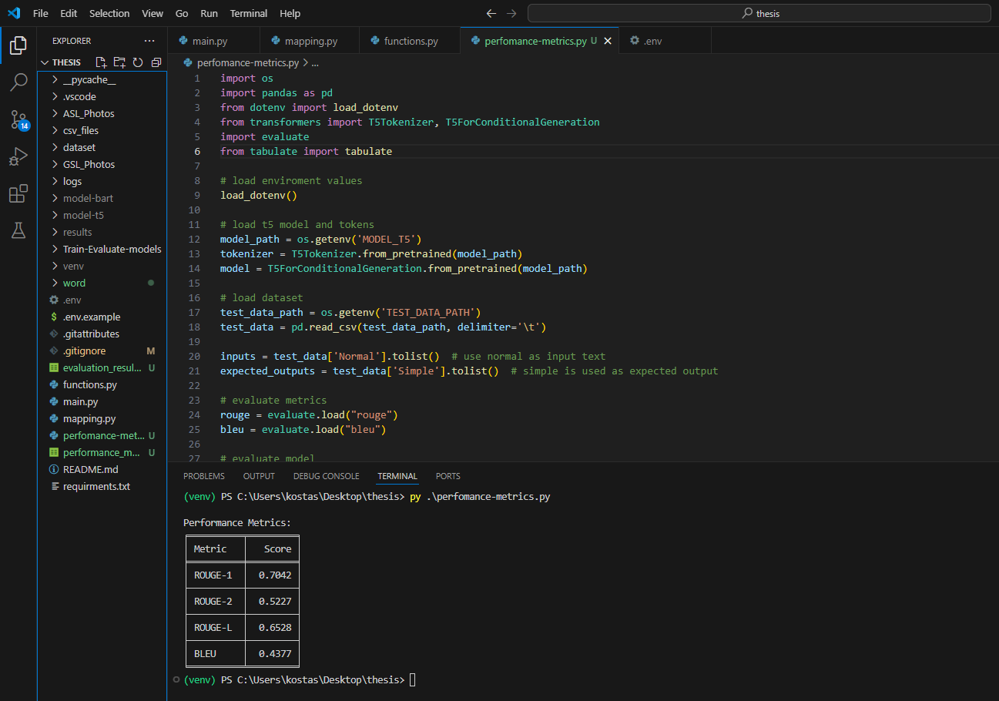 File Edit Selection View Go Run Terminal Help
thesis
EXPLORER
THESIS
__pycache__
.vscode
ASL_Photos
csv_files
dataset
GSL_Photos
logs
model-bart
model-t5
results
Train-Evaluate-models
venv
word
.env
.env.example
.gitattributes
.gitignore M
evaluation_resul... U
functions.py
main.py
mapping.py
perfomance-met... U
performance_m... U
README.md
requirments.txt
14
main.py mapping.py functions.py perfomance-metrics.py U .env
perfomance-metrics.py > ...
1 import os
2 import pandas as pd
3 from dotenv import load_dotenv
4 from transformers import T5Tokenizer, T5ForConditionalGeneration
5 import evaluate
6 from tabulate import tabulate
7
8 # load enviroment values
9 load_dotenv()
10
11 # load t5 model and tokens
12 model_path = os.getenv('MODEL_T5')
13 tokenizer = T5Tokenizer.from_pretrained(model_path)
14 model = T5ForConditionalGeneration.from_pretrained(model_path)
15
16 # load dataset
17 test_data_path = os.getenv('TEST_DATA_PATH')
18 test_data = pd.read_csv(test_data_path, delimiter='\t')
19
20 inputs = test_data['Normal'].tolist() # use normal as input text
21 expected_outputs = test_data['Simple'].tolist() # simple is used as expected output
22
23 # evaluate metrics
24 rouge = evaluate.load("rouge")
25 bleu = evaluate.load("bleu")
26
27 # evaluate model
PROBLEMS OUTPUT DEBUG CONSOLE TERMINAL PORTS
(venv) PS C:\Users\kostas\Desktop\thesis> py .\perfomance-metrics.py
Performance Metrics:
Metric Score
ROUGE-1 0.7042
ROUGE-2 0.5227
ROUGE-L 0.6528
BLEU 0.4377
(venv) PS C:\Users\kostas\Desktop\thesis>